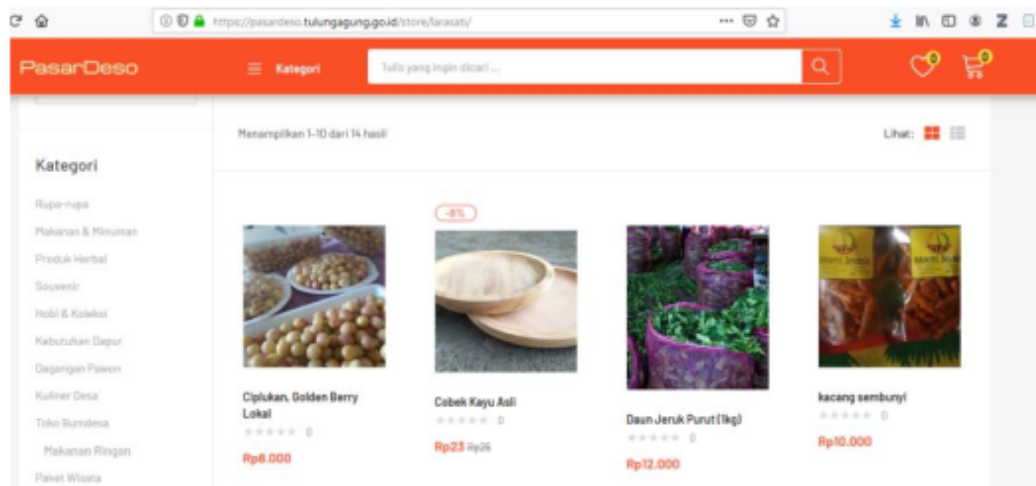 https://pasardeso.tulungagung.go.id/store/larasati/
PasarDeso
Kategori
Tulis yang ingin dicari ...
0
0
Menampilkan 1-10 dari 14 hasil
Lihat:
Kategori
Rupa-rupa
Makanan & Minuman
Produk Herbal
Souvenir
Hobi & Koleksi
Kebutuhan Dapur
Dagangan Pawon
Kuliner Desa
Toko Bumdesa
Makanan Ringan
Paket Wisata
Ciplukan, Golden Berry
Lokal
0
Rp8.000
-8%
Cobek Kayu Asli
0
Rp23 Rp25
Daun Jeruk Purut (1kg)
0
Rp12.000
kacang sembunyi
0
Rp10.000